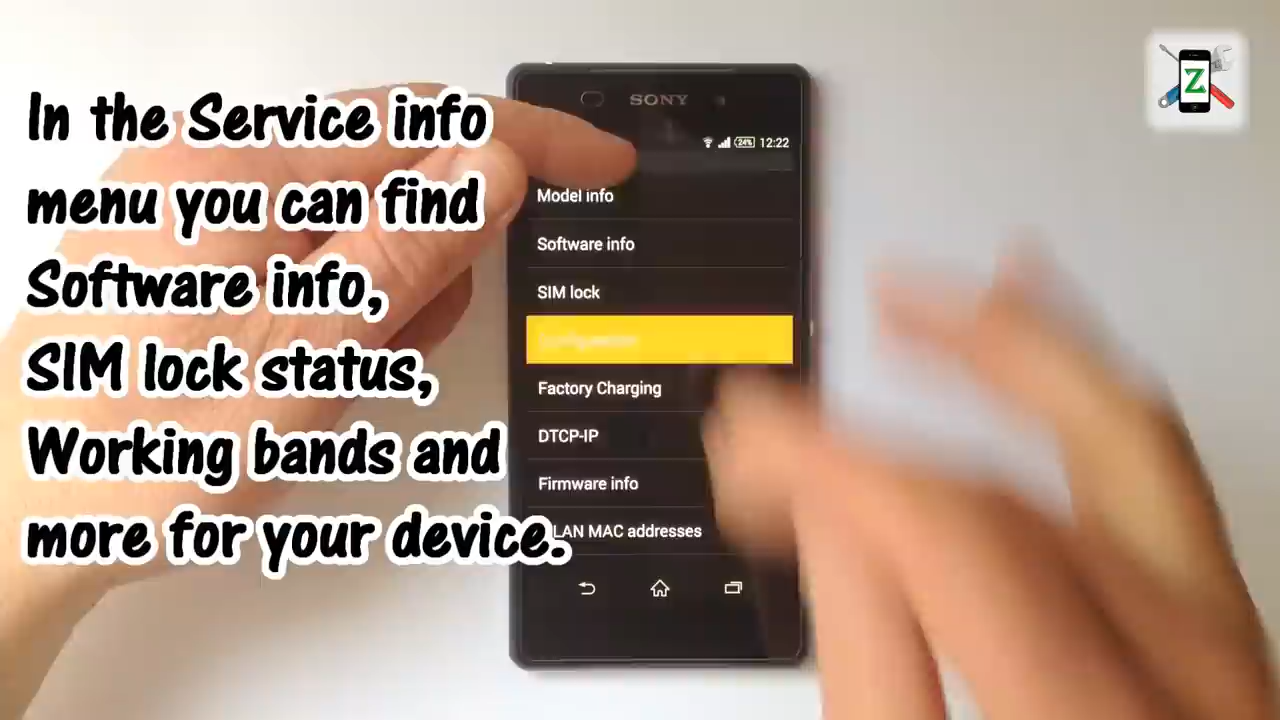 In the Service info
menu you can find
Software info,
SIM lock status,
Working bands and
more for your device.
Z
SONY
24% 12:22
Model info
Software info
SIM lock
Configuration
Factory Charging
DTCP-IP
Firmware info
LAN MAC addresses